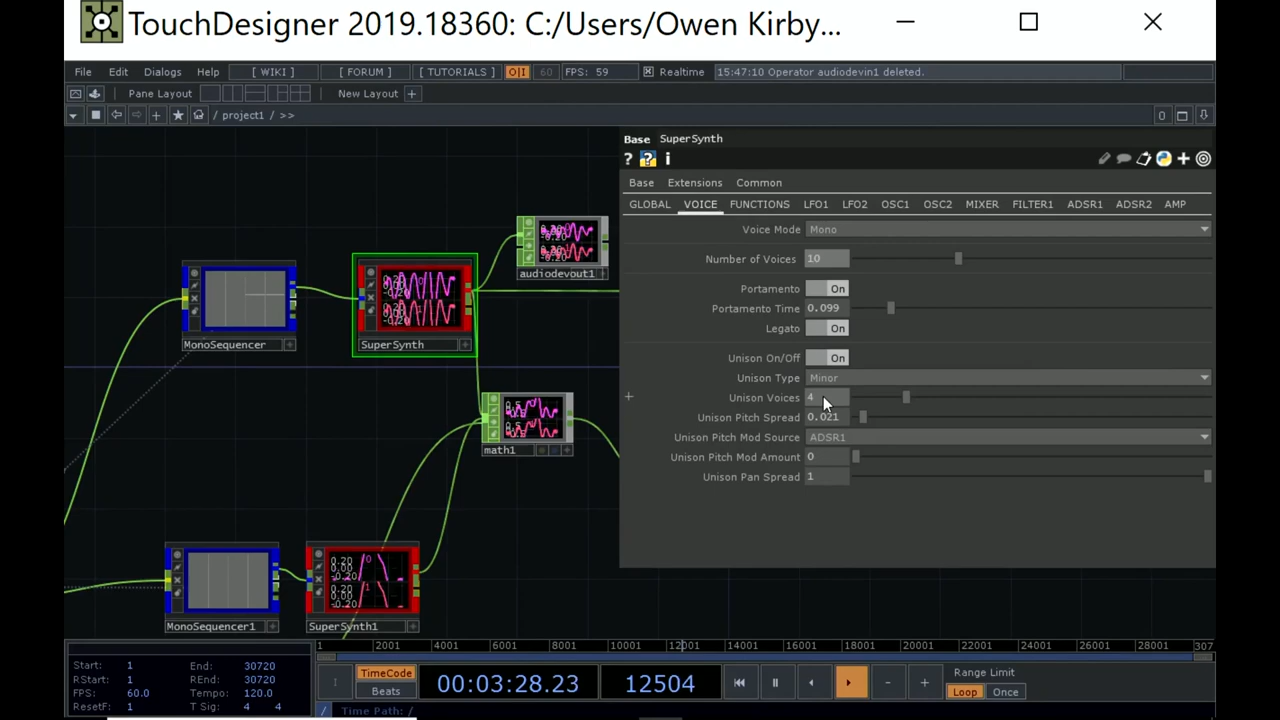 TouchDesigner 2019.18360: C:/Users/Owen Kirby...
File Edit Dialogs Help [ WIKI ] [ FORUM ] [ TUTORIALS ] O|I 60 FPS: 59 Realtime 15:47:10 Operator audiodevin1 deleted.
Pane Layout New Layout +
/ project1 / >> 0
Base SuperSynth
? ? i
Base Extensions Common
GLOBAL VOICE FUNCTIONS LFO1 LFO2 OSC1 OSC2 MIXER FILTER1 ADSR1 ADSR2 AMP
Voice Mode Mono
Number of Voices 10
Portamento On
Portamento Time 0.099
Legato On
Unison On/Off On
Unison Type Minor
Unison Voices 4
Unison Pitch Spread 0.021
Unison Pitch Mod Source ADSR1
Unison Pitch Mod Amount 0
Unison Pan Spread 1
audiodevout1
MonoSequencer
SuperSynth
math1
MonoSequencer1
SuperSynth1
1 2001 4001 6001 8001 10001 12001 14001 16001 18001 20001 22001 24001 26001 28001 307
Start: 1 End: 30720
RStart: 1 REnd: 30720
FPS: 60.0 Tempo: 120.0
ResetF: 1 T Sig: 4 4
TimeCode
Beats
00:03:28.23 12504
Range Limit
Loop Once
/ Time Path: /